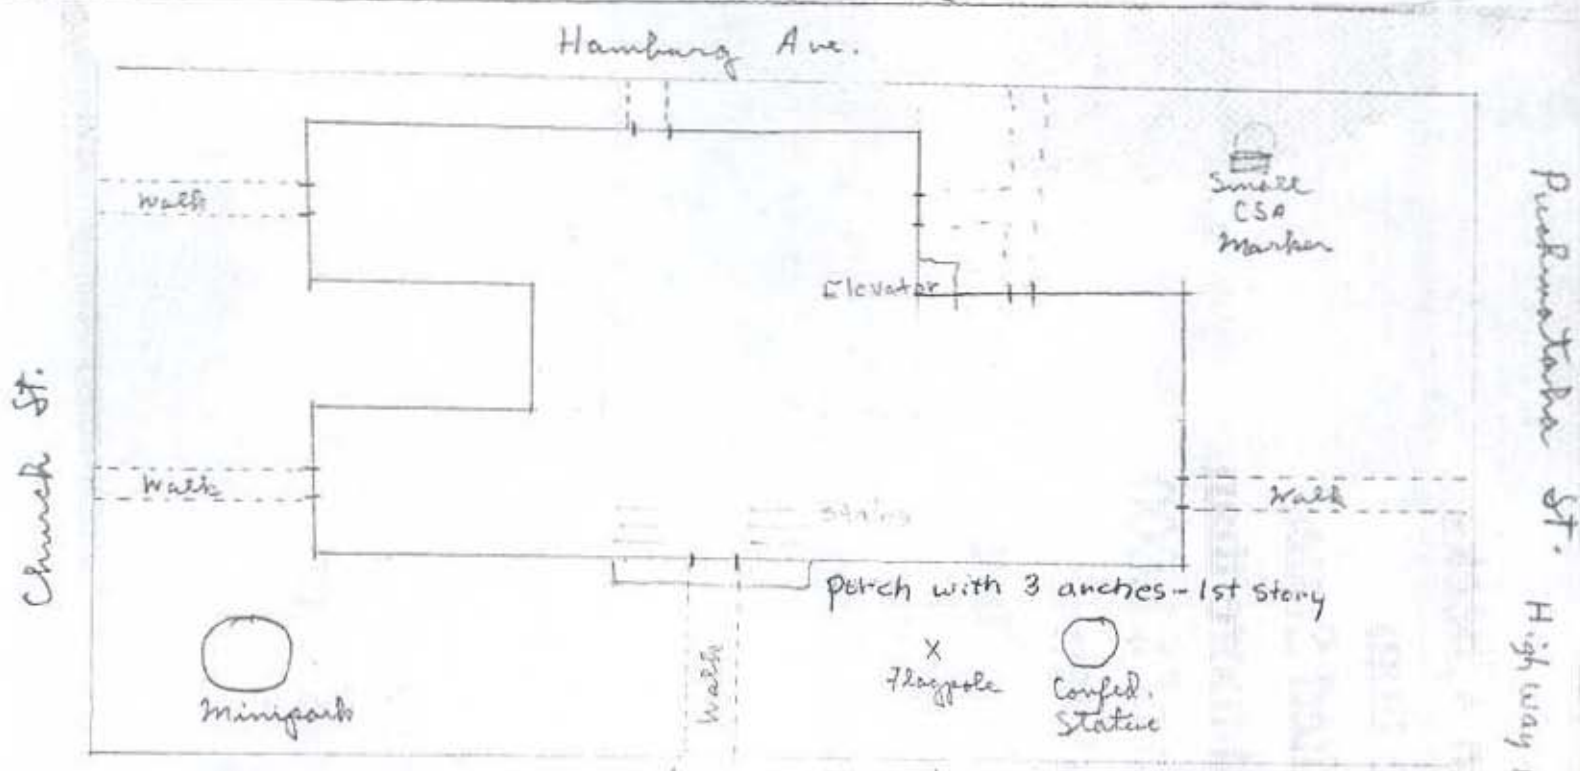 Hamburg Ave.
Walk
Small
CSA
Marker
Elevator
Church St.
Pushmataha St. Highway
Walk
Stairs
Walk
porch with 3 arches - 1st story
Walk
X
Flagpole
Confed.
Statue
Minipark